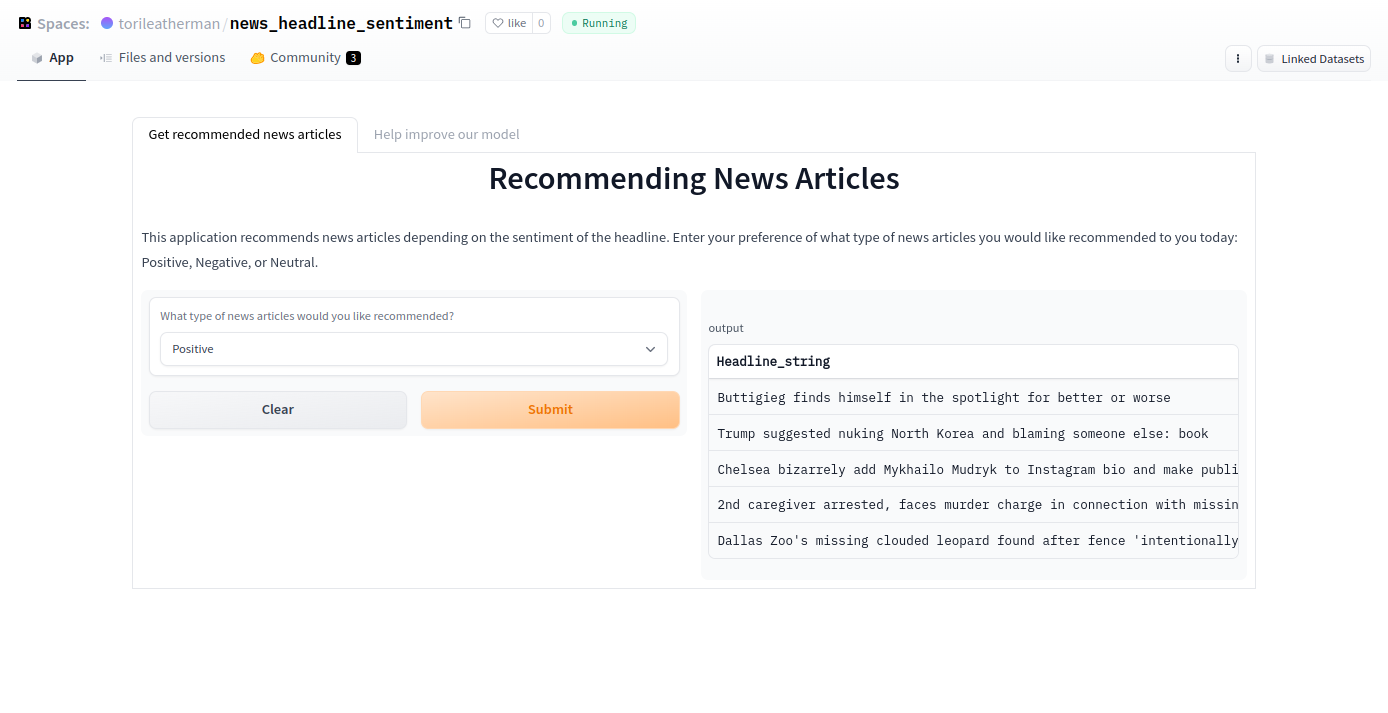 Spaces: torileatherman / news_headline_sentiment like 0 Running
App Files and versions Community 3 Linked Datasets
Get recommended news articles Help improve our model
Recommending News Articles
This application recommends news articles depending on the sentiment of the headline. Enter your preference of what type of news articles you would like recommended to you today:
Positive, Negative, or Neutral.
What type of news articles would you like recommended?
Positive
Clear Submit
output
Headline_string
Buttigieg finds himself in the spotlight for better or worse
Trump suggested nuking North Korea and blaming someone else: book
Chelsea bizarrely add Mykhailo Mudryk to Instagram bio and make publi
2nd caregiver arrested, faces murder charge in connection with missin
Dallas Zoo's missing clouded leopard found after fence 'intentionally